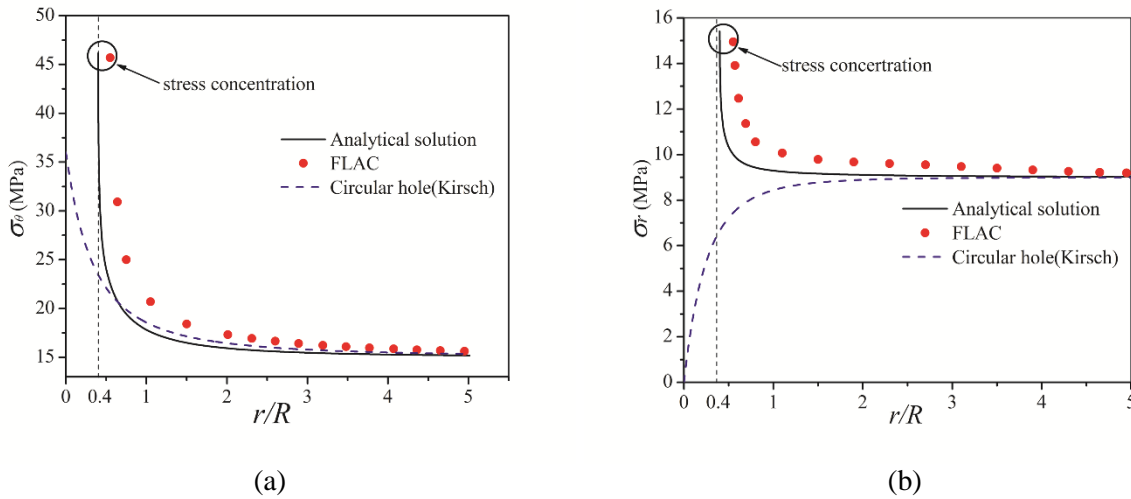 50
45
40
35
30
25
20
15
σθ (MPa)
stress concentration
Analytical solution
FLAC
Circular hole(Kirsch)
0 0.4 1 2 3 4 5
r/R
(a)
16
14
12
10
8
6
4
2
0
σr (MPa)
stress concertration
Analytical solution
FLAC
Circular hole(Kirsch)
0 0.4 1 2 3 4 5
r/R
(b)